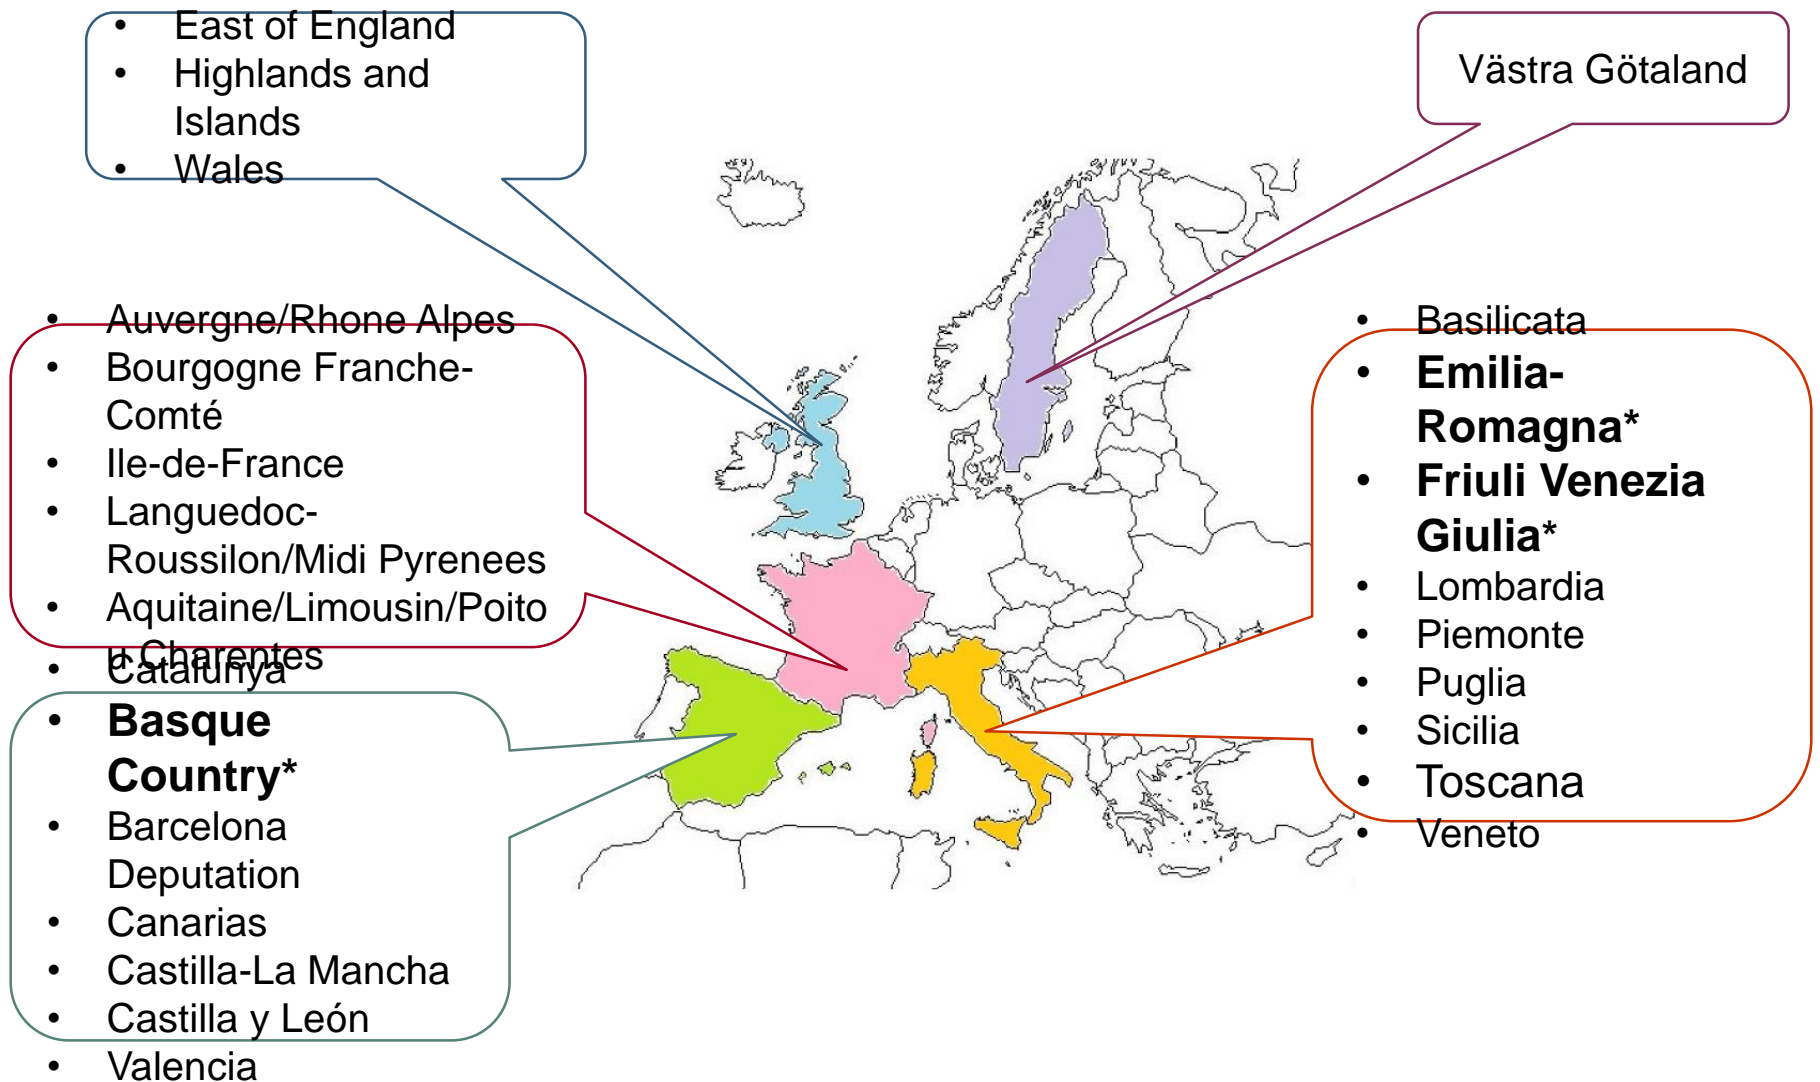 • East of England
• Highlands and
Islands
• Wales
Västra Götaland
• Auvergne/Rhone Alpes
• Bourgogne Franche-
Comté
• Ile-de-France
• Languedoc-
Roussilon/Midi Pyrenees
• Aquitaine/Limousin/Poito
u Charentes
• Catalunya
• Basque
Country*
• Barcelona
Deputation
• Canarias
• Castilla-La Mancha
• Castilla y León
• Valencia
• Basilicata
• Emilia-
Romagna*
• Friuli Venezia
Giulia*
• Lombardia
• Piemonte
• Puglia
• Sicilia
• Toscana
• Veneto